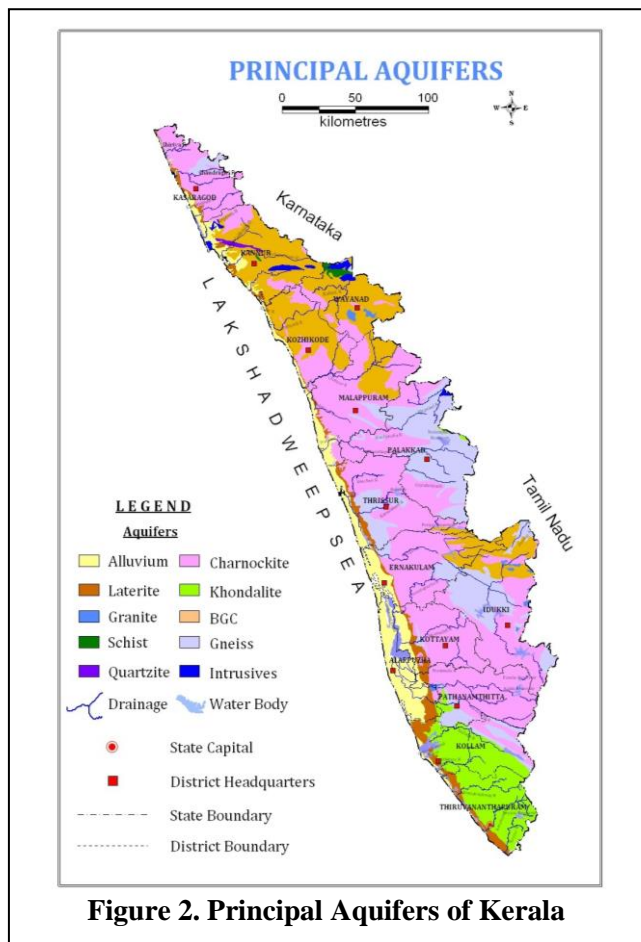 PRINCIPAL AQUIFERS
0 50 100
kilometres
N
W E
S
KASARAGOD
Karnataka
KANNUR
WAYANAD
KOZHIKODE
LAKSHADWEEP SEA
MALAPPURAM
PALAKKAD
THRISSUR
Tamil Nadu
ERNAKULAM
IDUKKI
KOTTAYAM
ALAPPUZHA
PATHANAMTHITTA
KOLLAM
THIRUVANANTHAPURAM
LEGEND
Aquifers
Alluvium Charnockite
Laterite Khondalite
Granite BGC
Schist Gneiss
Quartzite Intrusives
Drainage Water Body
State Capital
District Headquarters
State Boundary
District Boundary
Figure 2. Principal Aquifers of Kerala